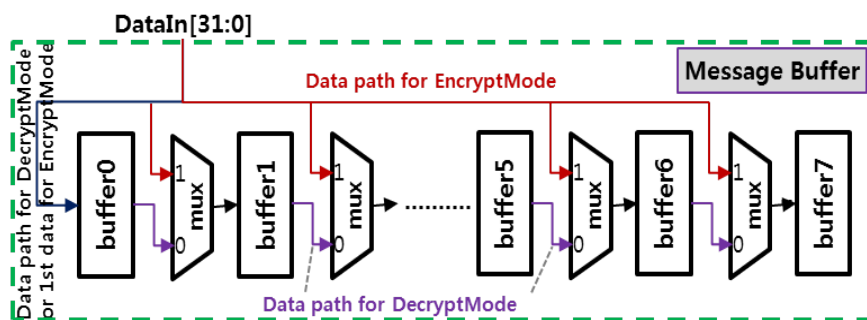 DataIn[31:0]
Data path for DecryptMode
or 1st data for EncryptMode
Data path for EncryptMode
Message Buffer
buffer0
1
mux
0
buffer1
1
mux
0
..........
buffer5
1
mux
0
buffer6
1
mux
0
buffer7
Data path for DecryptMode